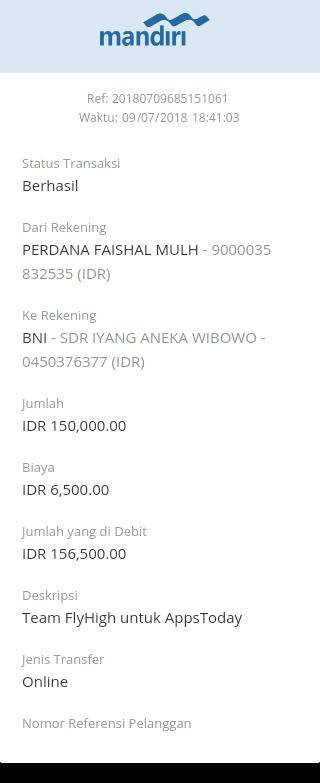 mandiri
Ref: 20180709685151061
Waktu: 09/07/2018 18:41:03
Status Transaksi
Berhasil
Dari Rekening
PERDANA FAISHAL MULH - 9000035
832535 (IDR)
Ke Rekening
BNI - SDR IYANG ANEKA WIBOWO -
0450376377 (IDR)
Jumlah
IDR 150,000.00
Biaya
IDR 6,500.00
Jumlah yang di Debit
IDR 156,500.00
Deskripsi
Team FlyHigh untuk AppsToday
Jenis Transfer
Online
Nomor Referensi Pelanggan